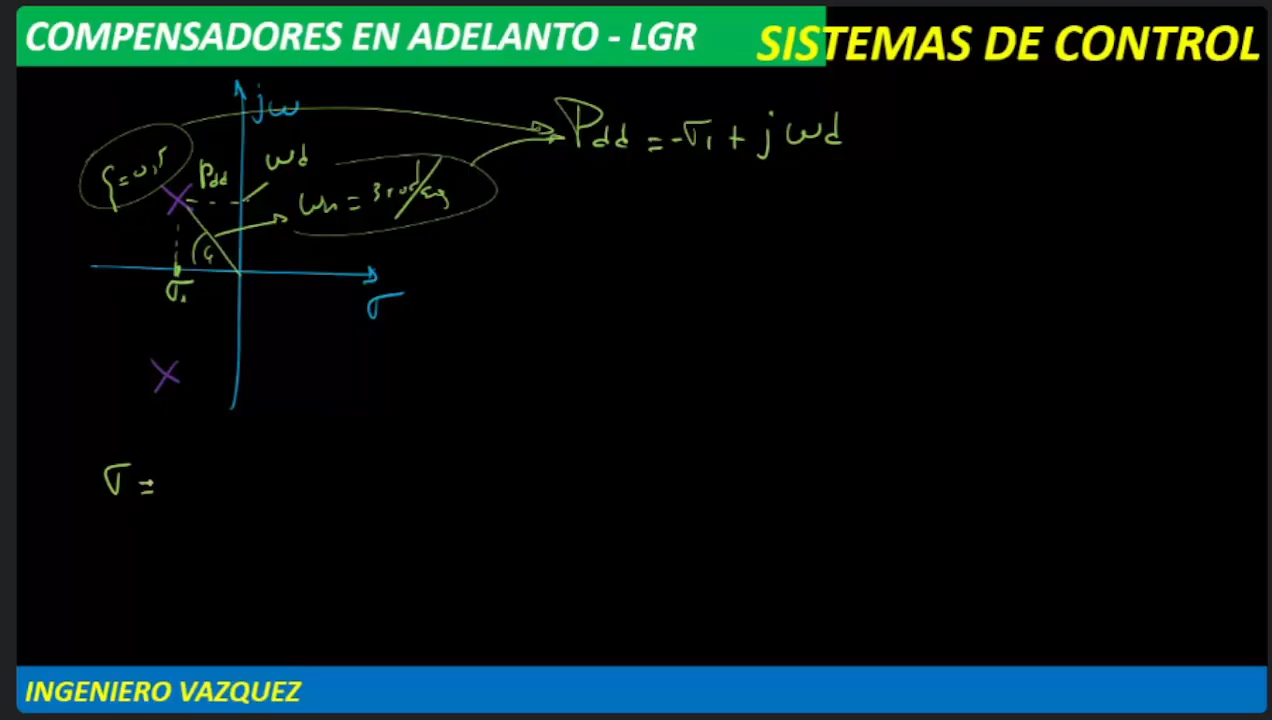 COMPENSADORES EN ADELANTO - LGR
SISTEMAS DE CONTROL
jω
ζ=0,5
Pdd
ωd
Pdd = -σ1 + jωd
ωn = 3 rad/seg
σ1
σ
σ =
INGENIERO VAZQUEZ